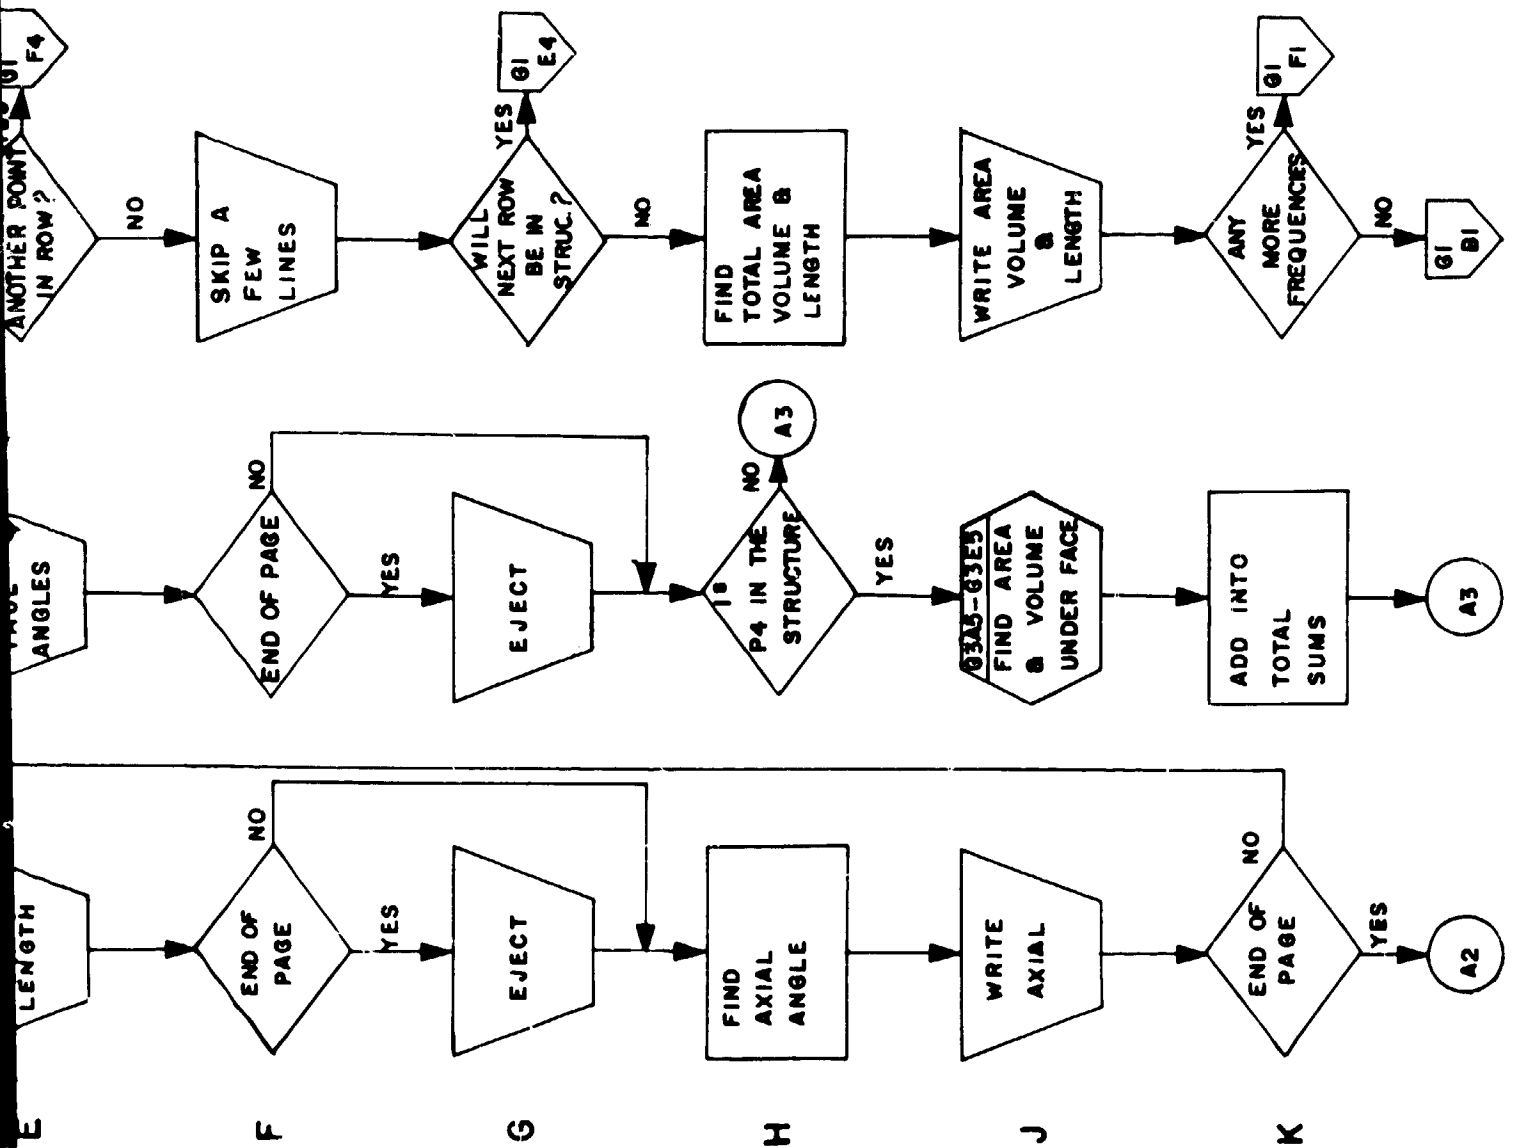 E
LENGTH
F
END OF
PAGE
NO
YES
G
EJECT
H
FIND
AXIAL
ANGLE
J
WRITE
AXIAL
K
END OF
PAGE
NO
YES
A2
ANGLES
END OF PAGE
NO
YES
EJECT
IS
P4 IN THE
STRUCTURE
NO
A3
YES
G3A5-G3E5
FIND AREA
& VOLUME
UNDER FACE
ADD INTO
TOTAL
SUMS
A3
ANOTHER POINT
IN ROW?
G1
F4
NO
SKIP A
FEW
LINES
WILL
NEXT ROW
BE IN
STRUC.?
YES
G1
E4
NO
FIND
TOTAL AREA
VOLUME &
LENGTH
WRITE AREA
VOLUME
&
LENGTH
ANY
MORE
FREQUENCIES
YES
G1
F1
NO
G1
B1